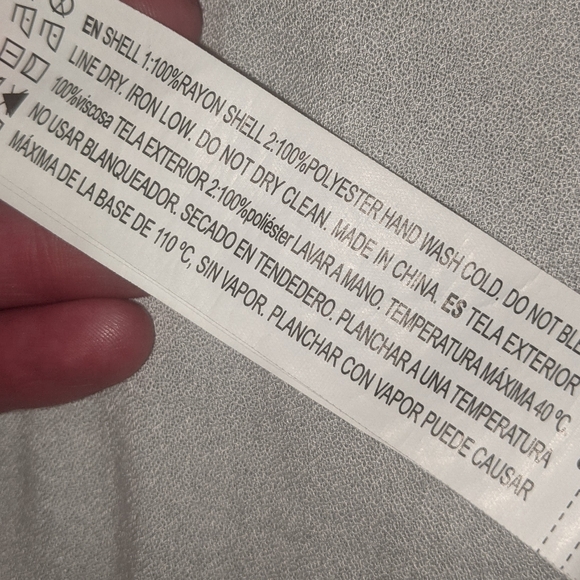 EN SHELL 1:100%RAYON SHELL 2:100%POLYESTER HAND WASH COLD. DO NOT BLE
LINE DRY. IRON LOW. DO NOT DRY CLEAN. MADE IN CHINA. ES TELA EXTERIOR
100%viscosa TELA EXTERIOR 2:100%poliéster LAVAR A MANO, TEMPERATURA MÁXIMA 40°C.
NO USAR BLANQUEADOR. SECADO EN TENDEDERO. PLANCHAR A UNA TEMPERATURA
MÁXIMA DE LA BASE DE 110 °C, SIN VAPOR. PLANCHAR CON VAPOR PUEDE CAUSAR